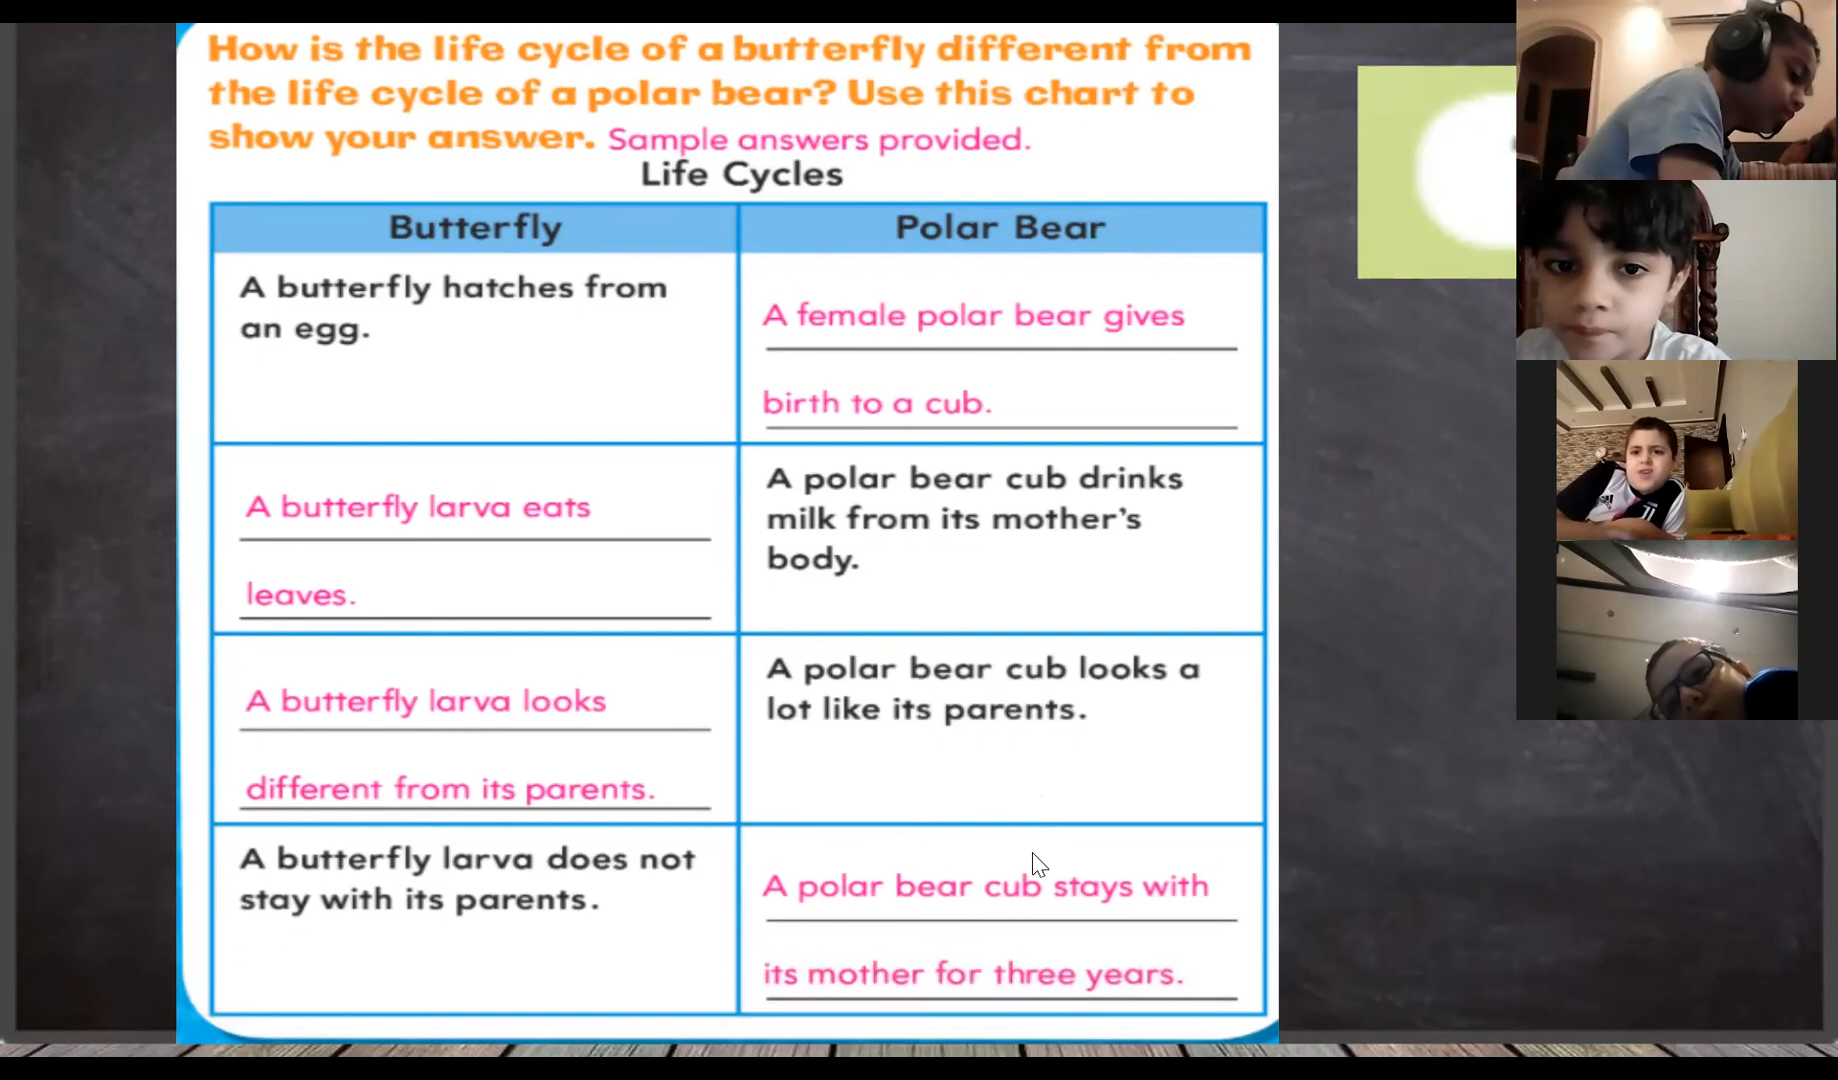 How is the life cycle of a butterfly different from
the life cycle of a polar bear? Use this chart to
show your answer. Sample answers provided.
Life Cycles
Butterfly
Polar Bear
A butterfly hatches from
an egg.
A female polar bear gives
birth to a cub.
A butterfly larva eats
leaves.
A polar bear cub drinks
milk from its mother's
body.
A butterfly larva looks
different from its parents.
A polar bear cub looks a
lot like its parents.
A butterfly larva does not
stay with its parents.
A polar bear cub stays with
its mother for three years.